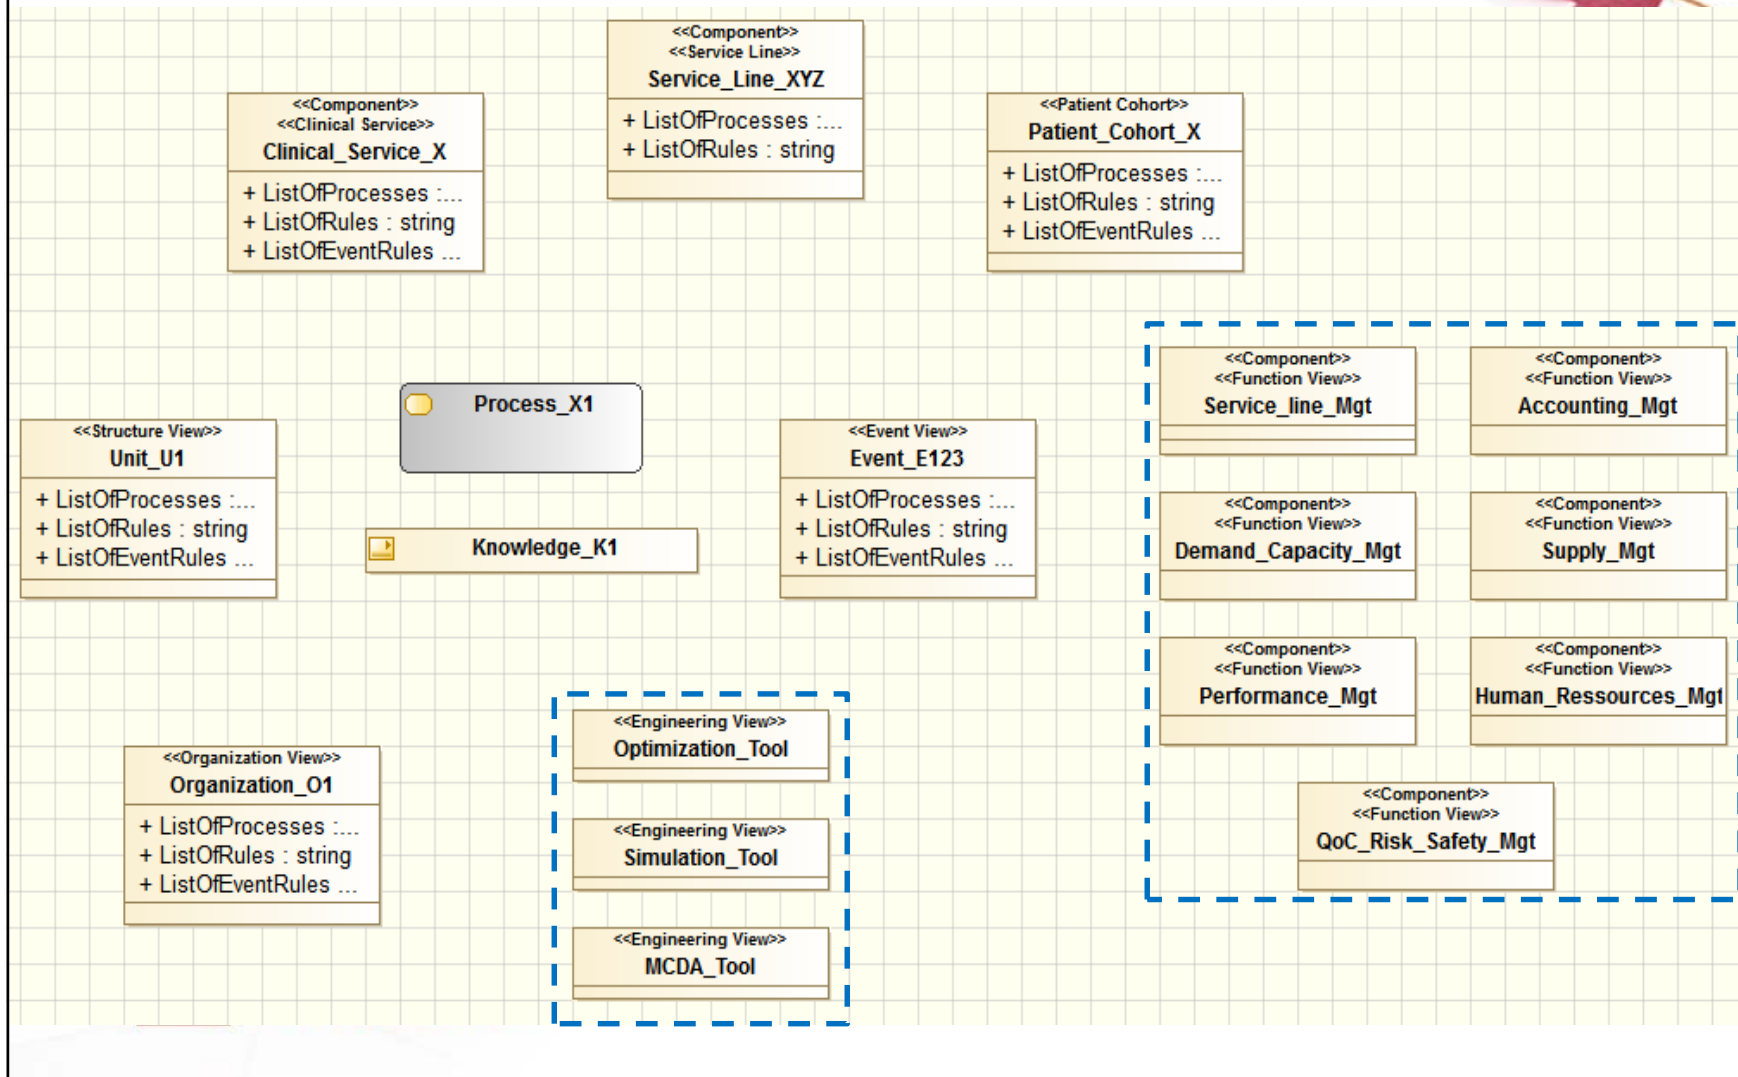 <<Component>>
<<Service Line>>
Service_Line_XYZ
+ ListOfProcesses :...
+ ListOfRules : string
<<Component>>
<<Clinical Service>>
Clinical_Service_X
+ ListOfProcesses :...
+ ListOfRules : string
+ ListOfEventRules ...
<<Patient Cohort>>
Patient_Cohort_X
+ ListOfProcesses :...
+ ListOfRules : string
+ ListOfEventRules ...
<<Structure View>>
Unit_U1
+ ListOfProcesses :...
+ ListOfRules : string
+ ListOfEventRules ...
Process_X1
Knowledge_K1
<<Event View>>
Event_E123
+ ListOfProcesses :...
+ ListOfRules : string
+ ListOfEventRules ...
<<Component>>
<<Function View>>
Service_line_Mgt
<<Component>>
<<Function View>>
Accounting_Mgt
<<Component>>
<<Function View>>
Demand_Capacity_Mgt
<<Component>>
<<Function View>>
Supply_Mgt
<<Component>>
<<Function View>>
Performance_Mgt
<<Component>>
<<Function View>>
Human_Ressources_Mgt
<<Component>>
<<Function View>>
QoC_Risk_Safety_Mgt
<<Organization View>>
Organization_O1
+ ListOfProcesses :...
+ ListOfRules : string
+ ListOfEventRules ...
<<Engineering View>>
Optimization_Tool
<<Engineering View>>
Simulation_Tool
<<Engineering View>>
MCDA_Tool